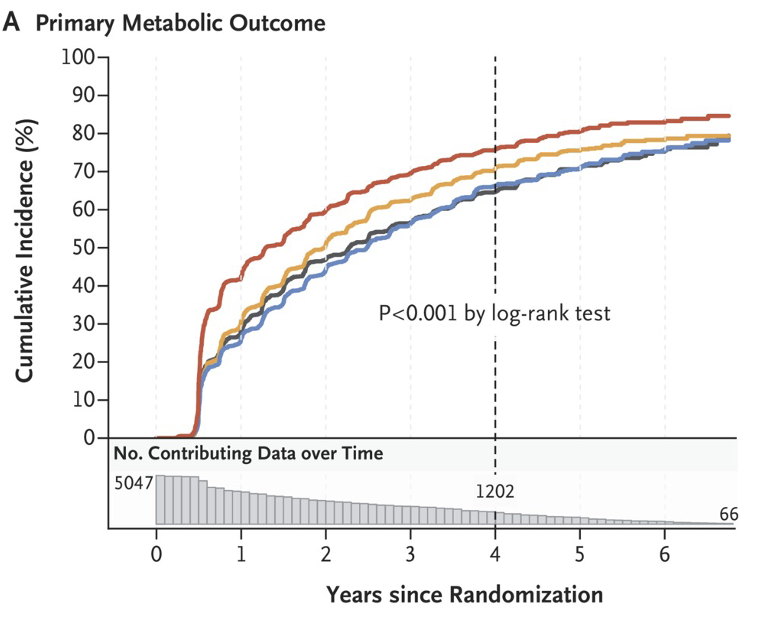 A Primary Metabolic Outcome
100
90
80
70
60
50
40
30
20
10
0
Cumulative Incidence (%)
P<0.001 by log-rank test
No. Contributing Data over Time
5047
1202
66
0 1 2 3 4 5 6
Years since Randomization